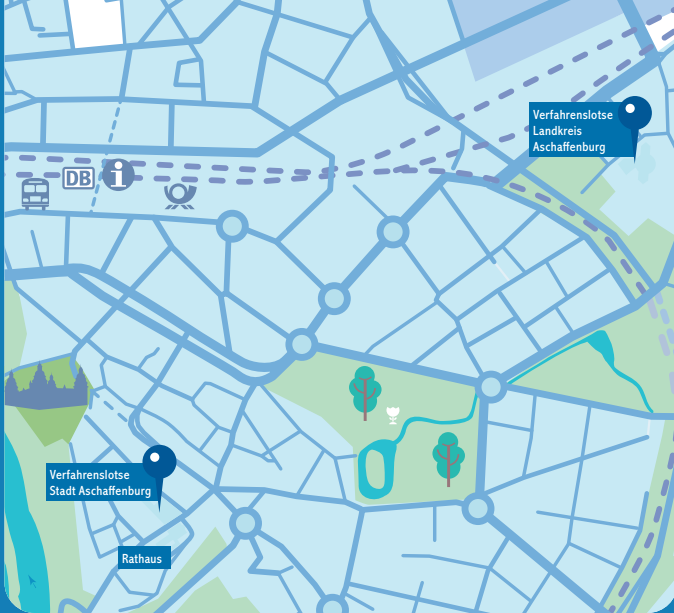 Verfahrenslotse
Landkreis
Aschaffenburg
DB
i
Verfahrenslotse
Stadt Aschaffenburg
Rathaus